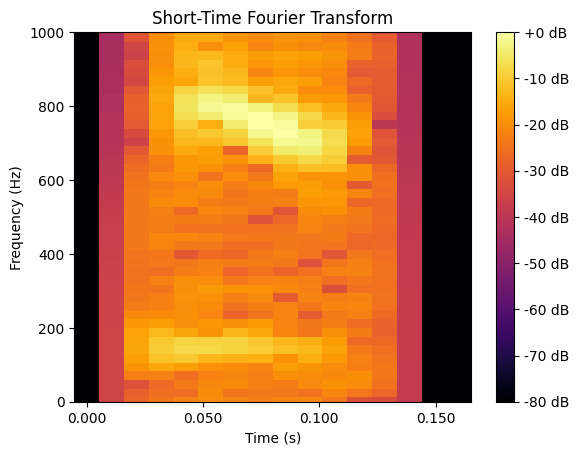 Short-Time Fourier Transform
Frequency (Hz)
1000
800
600
400
200
0
0.000
0.050
0.100
0.150
Time (s)
+0 dB
-10 dB
-20 dB
-30 dB
-40 dB
-50 dB
-60 dB
-70 dB
-80 dB